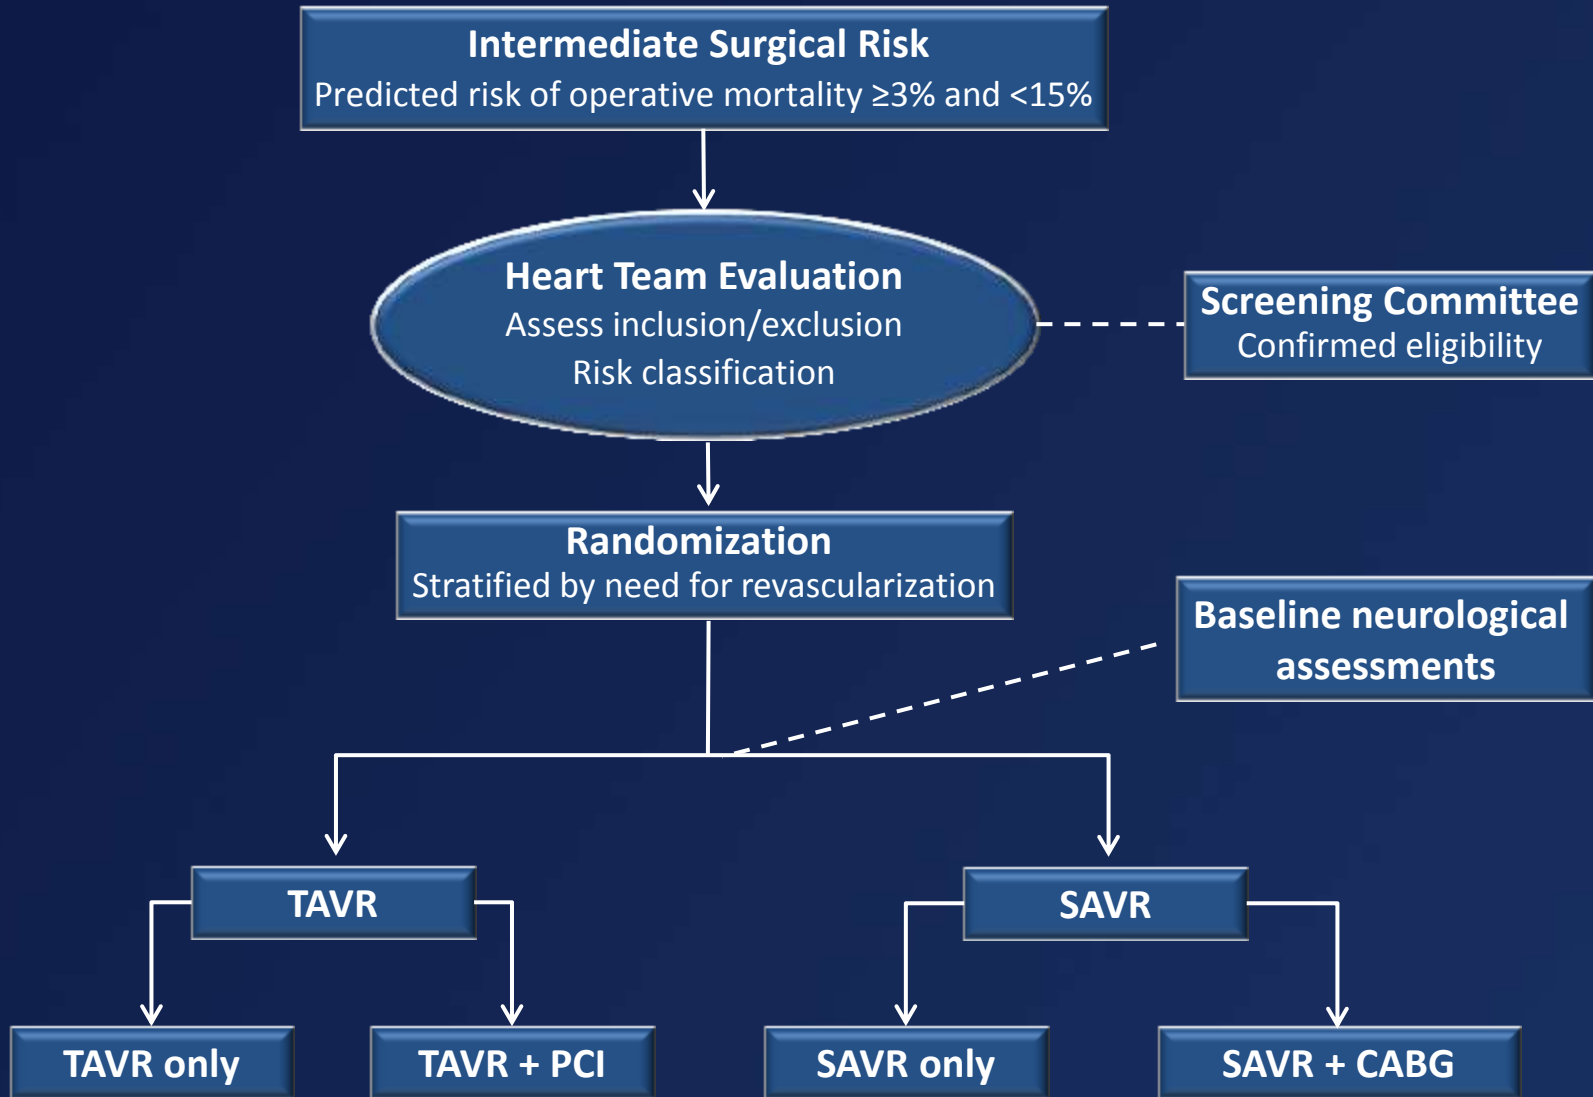 Intermediate Surgical Risk
Predicted risk of operative mortality ≥3% and <15%
Heart Team Evaluation
Assess inclusion/exclusion
Risk classification
Screening Committee
Confirmed eligibility
Randomization
Stratified by need for revascularization
Baseline neurological
assessments
TAVR
SAVR
TAVR only
TAVR + PCI
SAVR only
SAVR + CABG